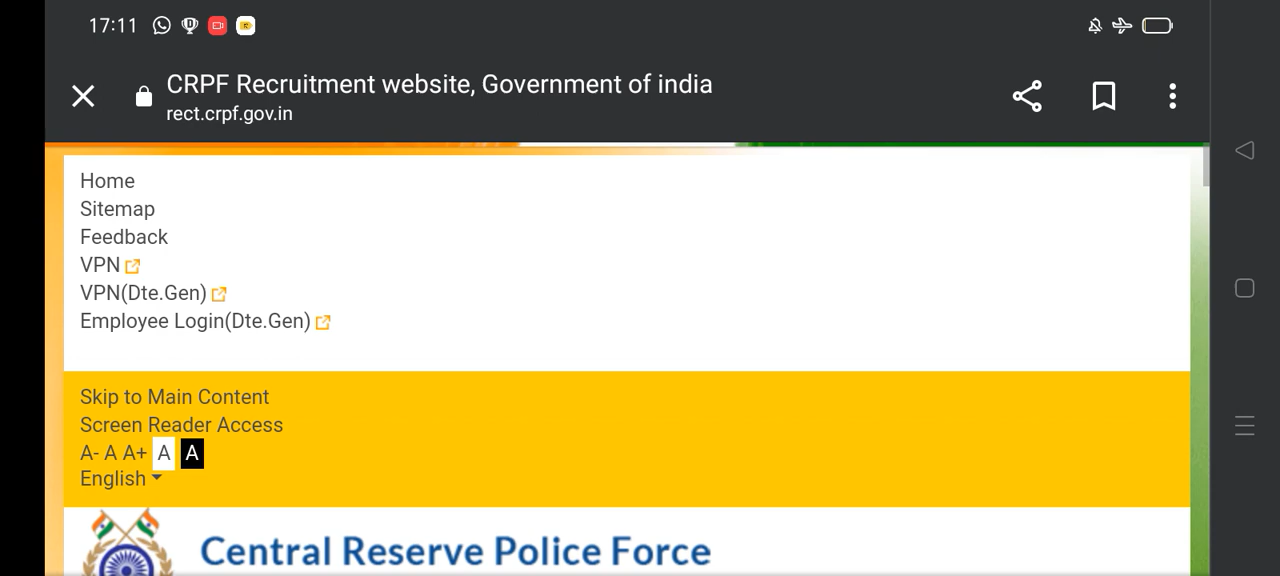 17:11
CRPF Recruitment website, Government of india
rect.crpf.gov.in
Home
Sitemap
Feedback
VPN
VPN(Dte.Gen)
Employee Login(Dte.Gen)
Skip to Main Content
Screen Reader Access
A- A A+ A A
English
Central Reserve Police Force